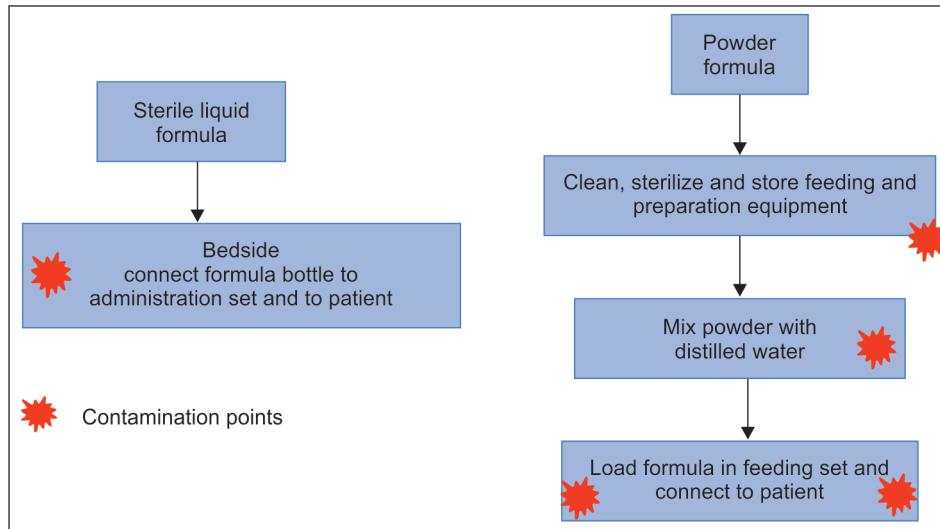 Sterile liquid
formula
Bedside
connect formula bottle to
administration set and to patient
Contamination points
Powder
formula
Clean, sterilize and store feeding and
preparation equipment
Mix powder with
distilled water
Load formula in feeding set and
connect to patient